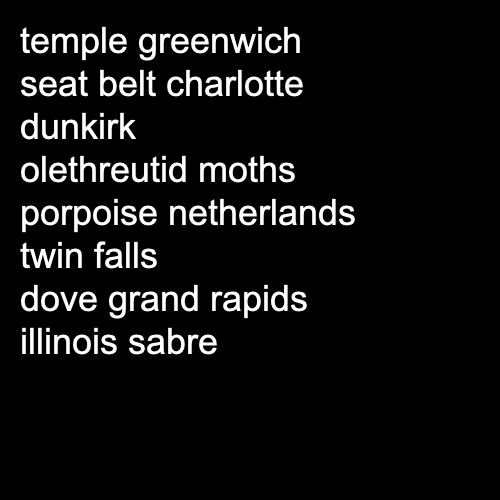 temple greenwich
seat belt charlotte
dunkirk
olethreutid moths
porpoise netherlands
twin falls
dove grand rapids
illinois sabre